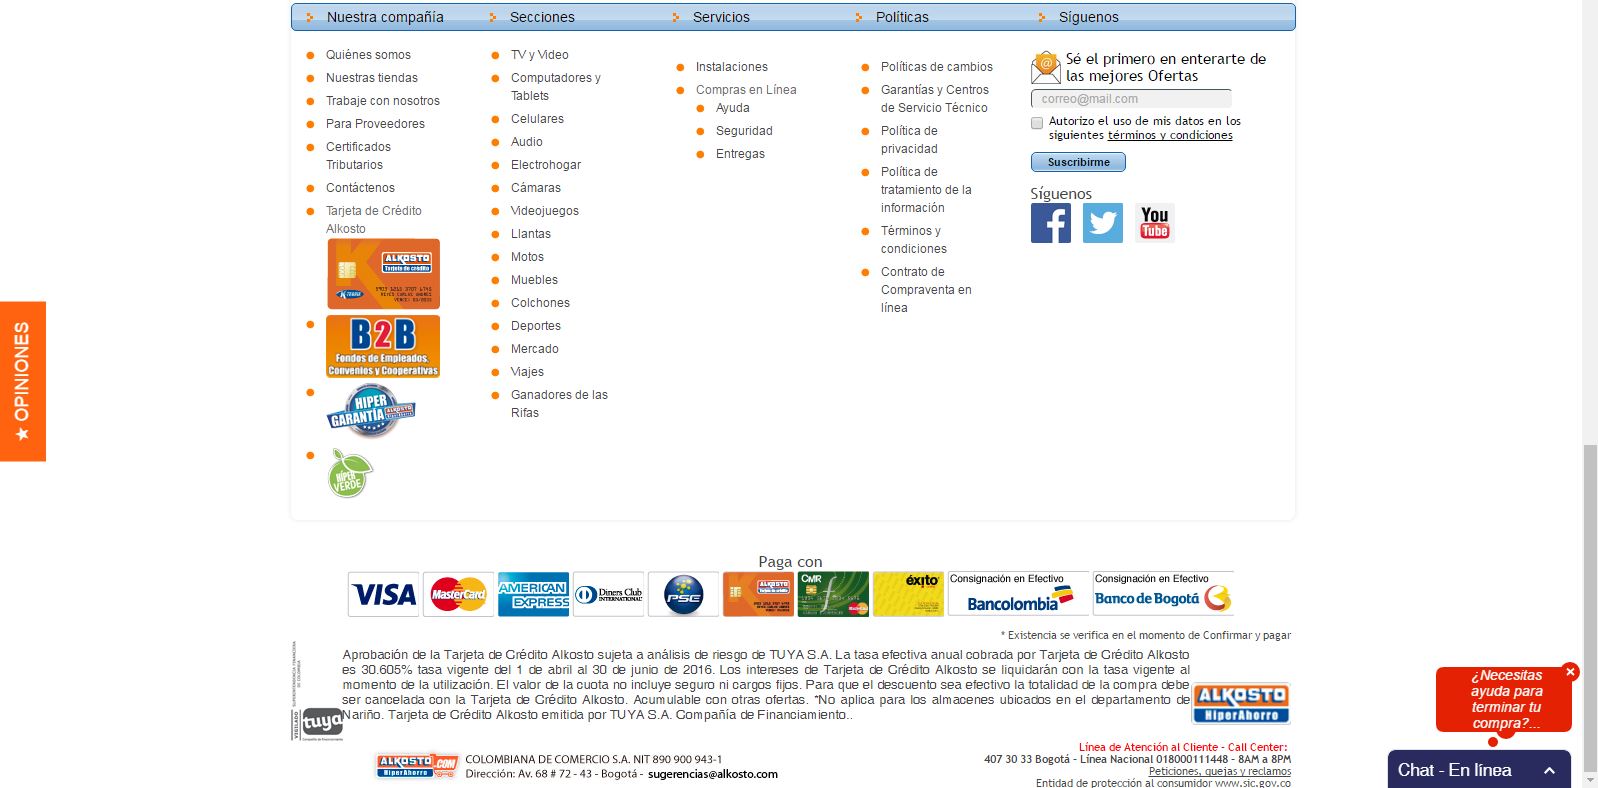 Nuestra compañía
Secciones
Servicios
Políticas
Síguenos
Quiénes somos
Nuestras tiendas
Trabaje con nosotros
Para Proveedores
Certificados
Tributarios
Contáctenos
Tarjeta de Crédito
Alkosto
ALKOSTO
Tarjeta de crédito
B2B
Fondos de Empleados,
Convenios y Cooperativas
HIPER
GARANTÍA
ALKOSTO
HIPER
VERDE
TV y Video
Computadores y
Tablets
Celulares
Audio
Electrohogar
Cámaras
Videojuegos
Llantas
Motos
Muebles
Colchones
Deportes
Mercado
Viajes
Ganadores de las
Rifas
Instalaciones
Compras en Línea
Ayuda
Seguridad
Entregas
Políticas de cambios
Garantías y Centros
de Servicio Técnico
Política de
privacidad
Política de
tratamiento de la
información
Términos y
condiciones
Contrato de
Compraventa en
línea
Sé el primero en enterarte de
las mejores Ofertas
correo@mail.com
Autorizo el uso de mis datos en los
siguientes términos y condiciones
Suscribirme
Síguenos
You
Tube
★ OPINIONES
Paga con
VISA
MasterCard
AMERICAN
EXPRESS
Diners Club
INTERNATIONAL
PSE
ALKOSTO
Tarjeta de crédito
CMR
MasterCard
éxito
Consignación en Efectivo
Bancolombia
Consignación en Efectivo
Banco de Bogotá
* Existencia se verifica en el momento de Confirmar y pagar
Aprobación de la Tarjeta de Crédito Alkosto sujeta a análisis de riesgo de TUYA S.A. La tasa efectiva anual cobrada por Tarjeta de Crédito Alkosto
es 30.605% tasa vigente del 1 de abril al 30 de junio de 2016. Los intereses de Tarjeta de Crédito Alkosto se liquidarán con la tasa vigente al
momento de la utilización. El valor de la cuota no incluye seguro ni cargos fijos. Para que el descuento sea efectivo la totalidad de la compra debe
ser cancelada con la Tarjeta de Crédito Alkosto. Acumulable con otras ofertas. *No aplica para los almacenes ubicados en el departamento de
Nariño. Tarjeta de Crédito Alkosto emitida por TUYA S.A. Compañía de Financiamiento..
VIGILADO
tuya
ALKOSTO
HiperAhorro
ALKOSTO.COM
HiperAhorro
COLOMBIANA DE COMERCIO S.A. NIT 890 900 943-1
Dirección: Av. 68 # 72 - 43 - Bogotá - sugerencias@alkosto.com
Línea de Atención al Cliente - Call Center:
407 30 33 Bogotá - Línea Nacional 018000111448 - 8AM a 8PM
Peticiones, quejas y reclamos
Entidad de protección al consumidor www.sic.gov.co
¿Necesitas
ayuda para
terminar tu
compra?...
Chat - En línea